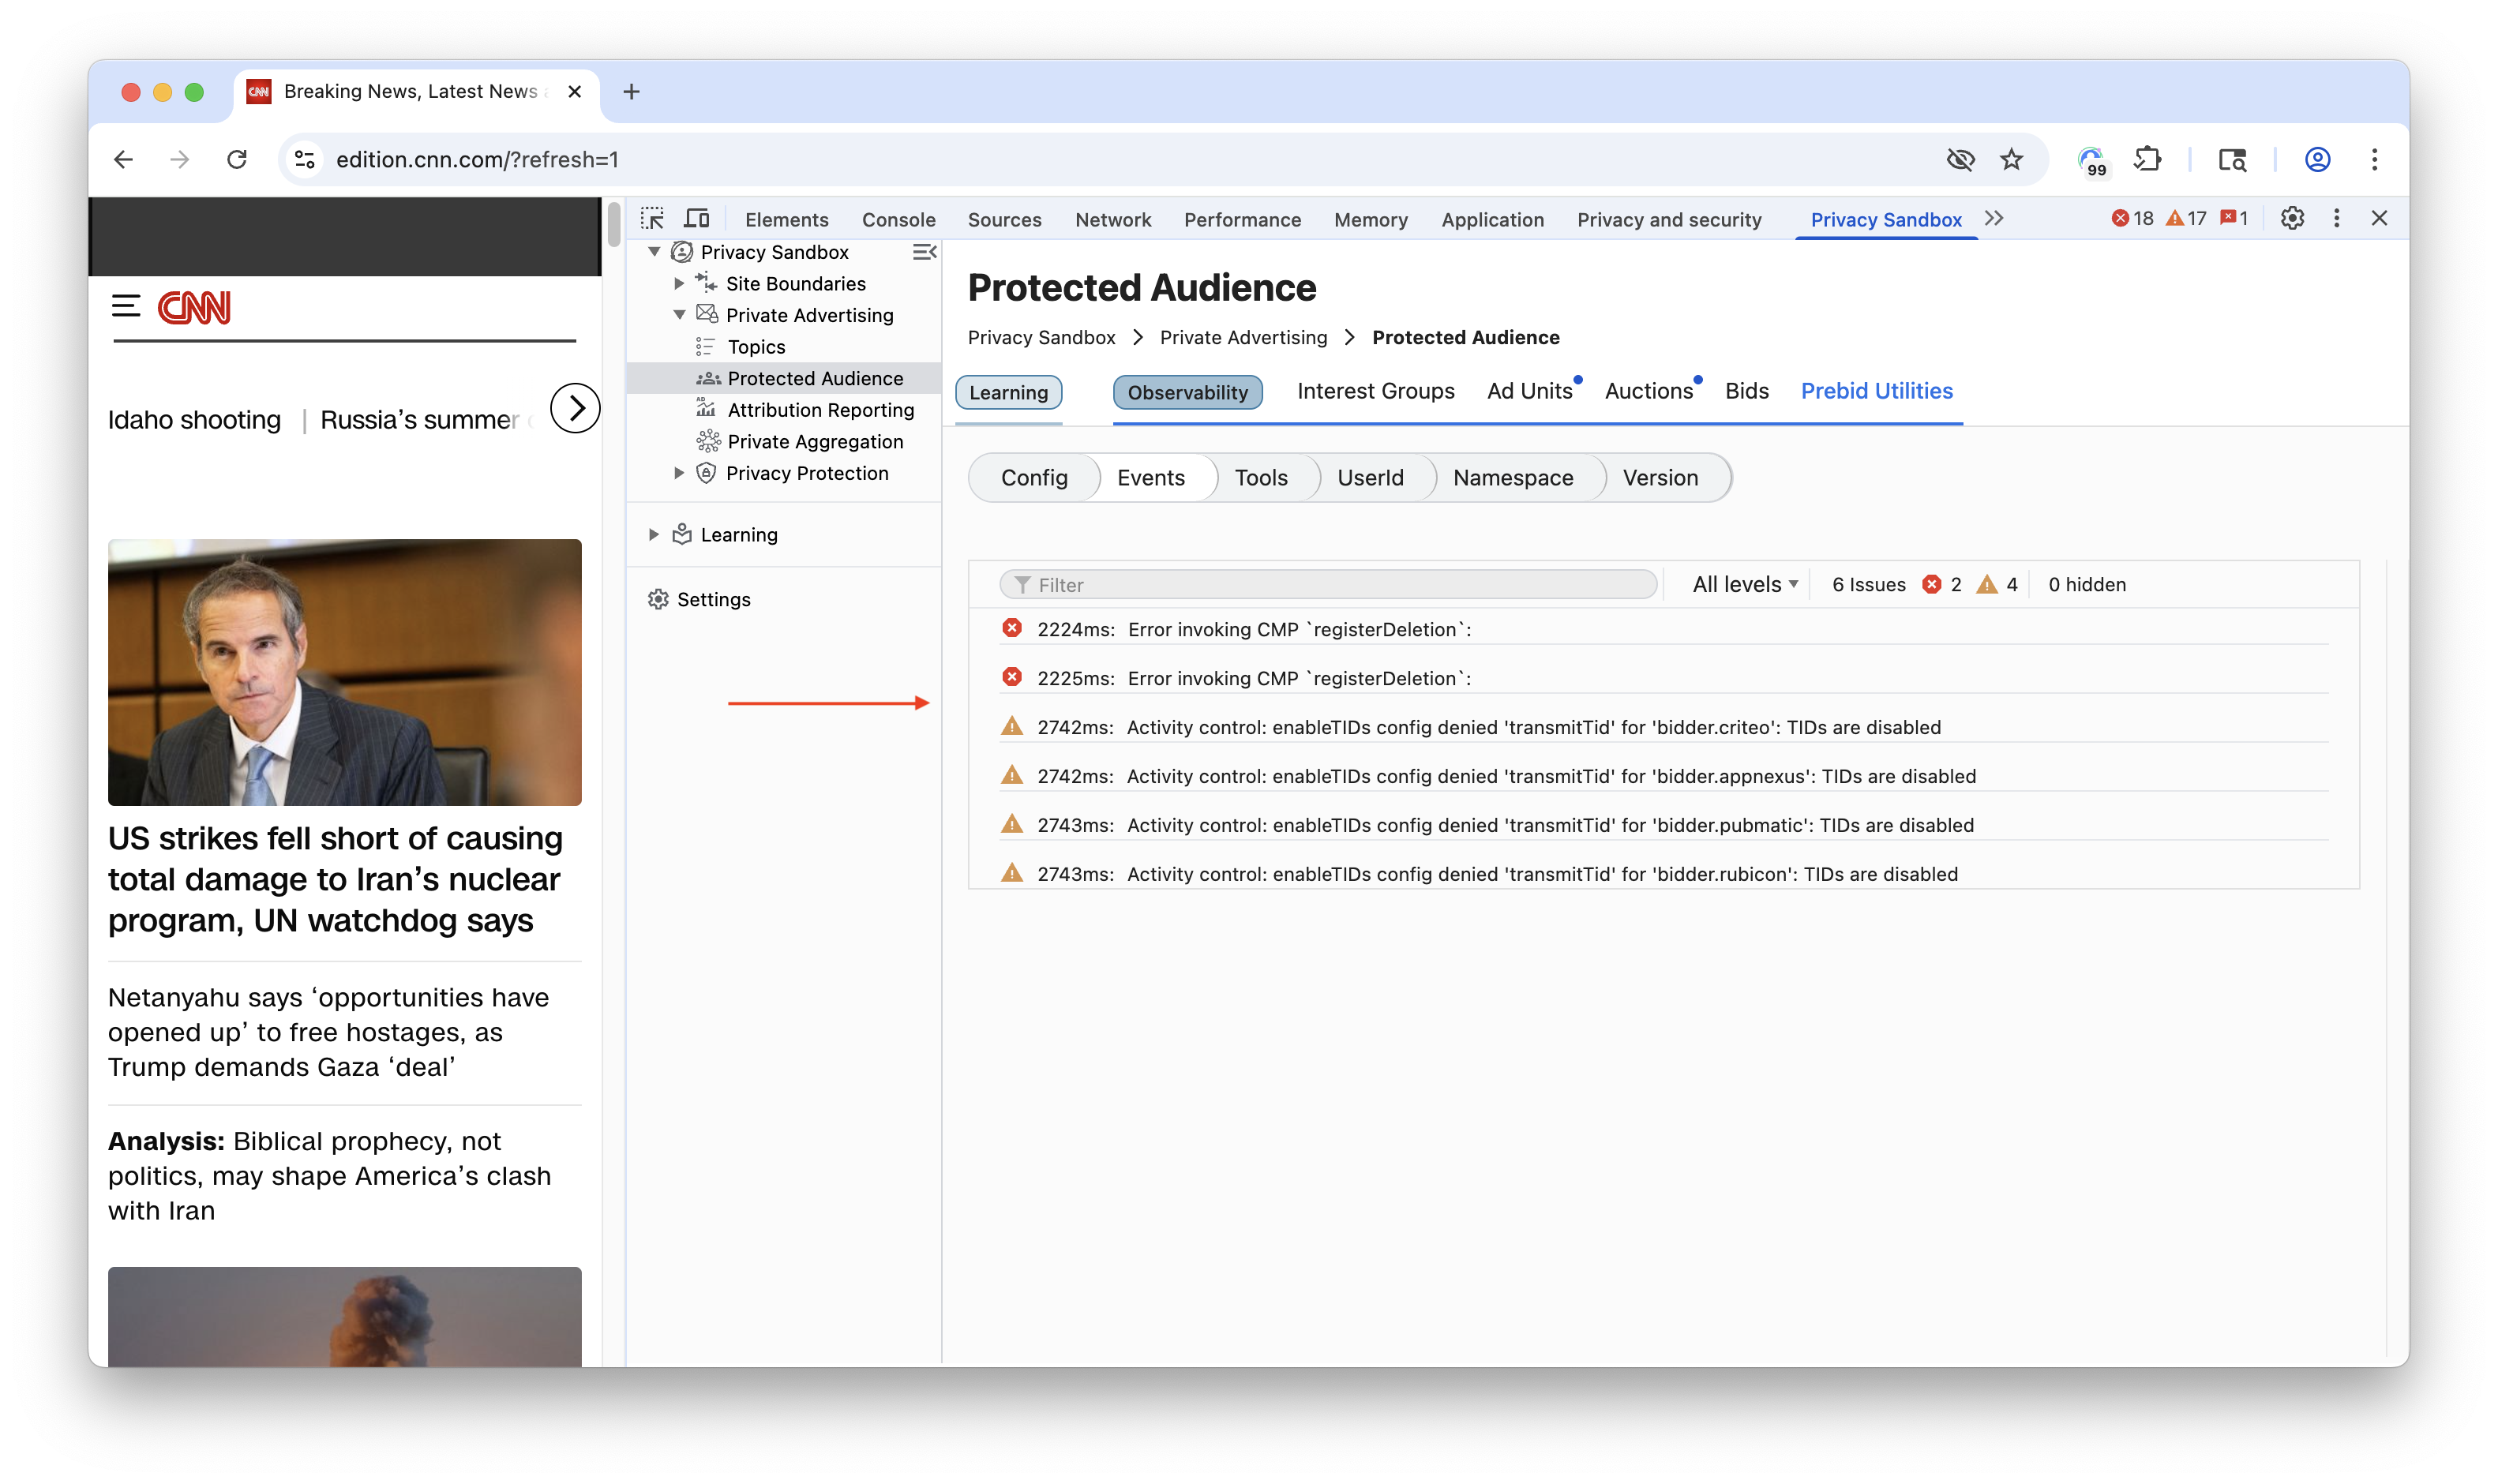 CNN
Breaking News, Latest News
edition.cnn.com/?refresh=1
99
CNN
Idaho shooting | Russia’s summer
US strikes fell short of causing
total damage to Iran’s nuclear
program, UN watchdog says
Netanyahu says ‘opportunities have
opened up’ to free hostages, as
Trump demands Gaza ‘deal’
Analysis: Biblical prophecy, not
politics, may shape America’s clash
with Iran
Elements Console Sources Network Performance Memory Application Privacy and security Privacy Sandbox 18 17 1
Privacy Sandbox
Site Boundaries
Private Advertising
Topics
Protected Audience
AD
Attribution Reporting
Private Aggregation
Privacy Protection
Learning
Settings
Protected Audience
Privacy Sandbox > Private Advertising > Protected Audience
Learning Observability Interest Groups Ad Units Auctions Bids Prebid Utilities
Config Events Tools UserId Namespace Version
Filter All levels 6 Issues 2 4 0 hidden
2224ms: Error invoking CMP `registerDeletion`:
2225ms: Error invoking CMP `registerDeletion`:
2742ms: Activity control: enableTIDs config denied 'transmitTid' for 'bidder.criteo': TIDs are disabled
2742ms: Activity control: enableTIDs config denied 'transmitTid' for 'bidder.appnexus': TIDs are disabled
2743ms: Activity control: enableTIDs config denied 'transmitTid' for 'bidder.pubmatic': TIDs are disabled
2743ms: Activity control: enableTIDs config denied 'transmitTid' for 'bidder.rubicon': TIDs are disabled